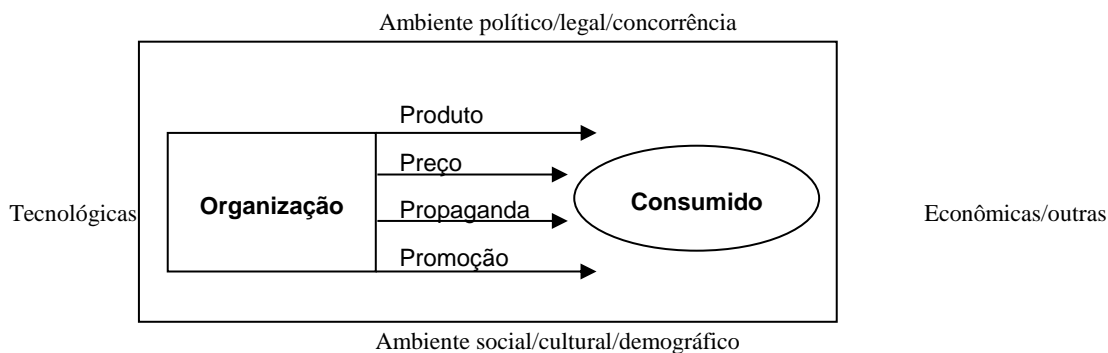 Ambiente político/legal/concorrência
Produto
Preço
Organização
Consumido
Tecnológicas
Propaganda
Econômicas/outras
Promoção
Ambiente social/cultural/demográfico